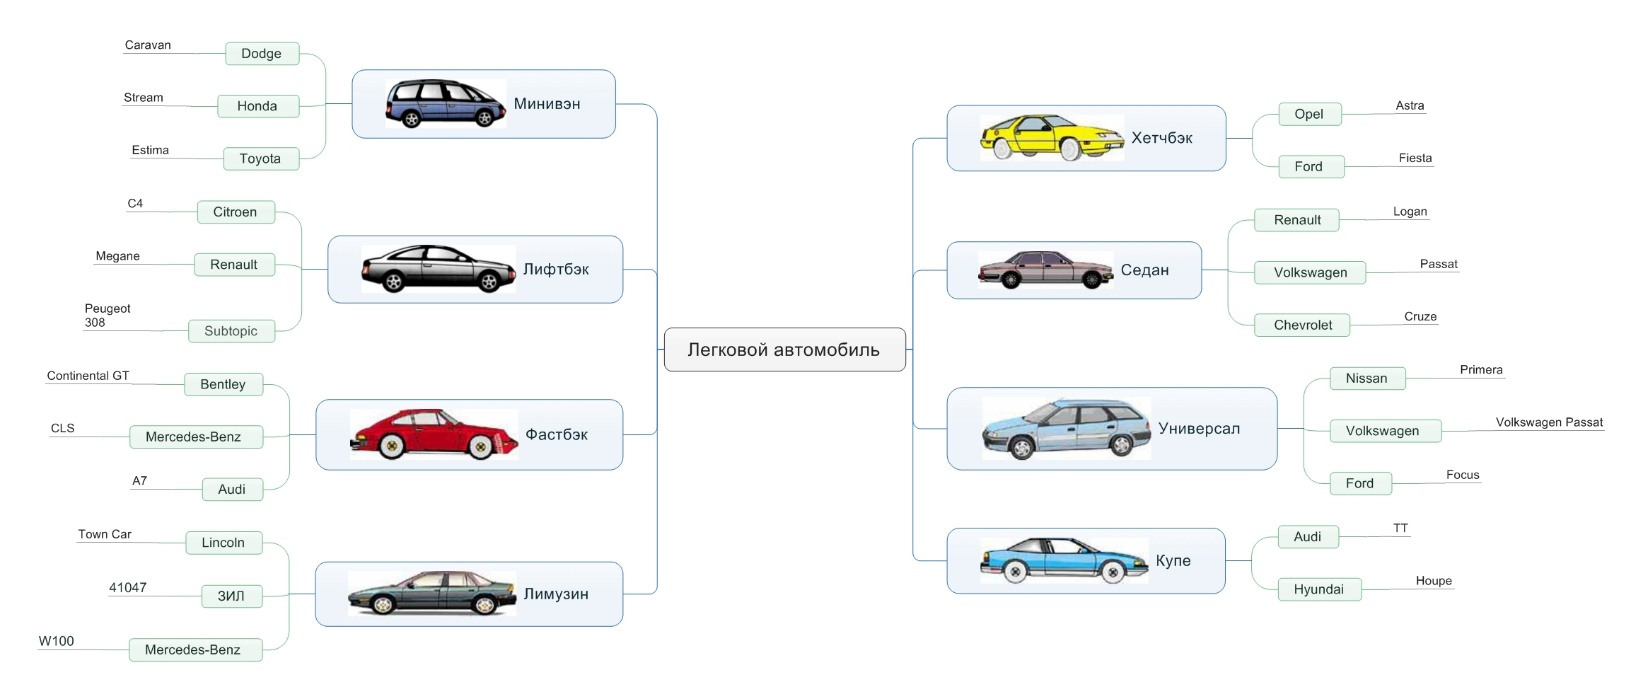 Легковой автомобиль
Минивэн
Dodge
Caravan
Honda
Stream
Toyota
Estima
Лифтбэк
Citroen
C4
Renault
Megane
Subtopic
Peugeot
308
Фастбэк
Bentley
Continental GT
Mercedes-Benz
CLS
Audi
A7
Лимузин
Lincoln
Town Car
ЗИЛ
41047
Mercedes-Benz
W100
Хетчбэк
Opel
Astra
Ford
Fiesta
Седан
Renault
Logan
Volkswagen
Passat
Chevrolet
Cruze
Универсал
Nissan
Primera
Volkswagen
Volkswagen Passat
Ford
Focus
Купе
Audi
TT
Hyundai
Houpe